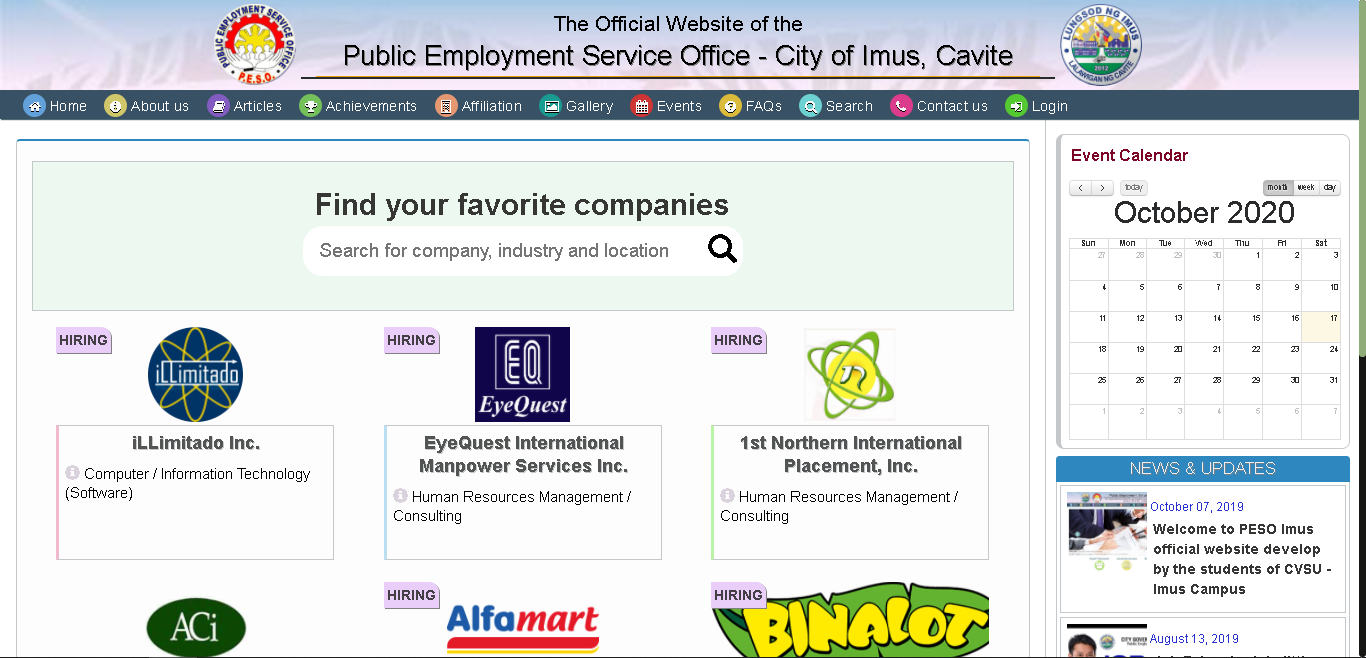 PUBLIC EMPLOYMENT SERVICE OFFICE
P.E.S.O.
The Official Website of the
Public Employment Service Office - City of Imus, Cavite
LUNGSOD NG IMUS
LALAWIGAN NG CAVITE
2012
Home About us Articles Achievements Affiliation Gallery Events FAQs Search Contact us Login
Find your favorite companies
Search for company, industry and location
HIRING
iLLimitado
iLLimitado Inc.
Computer / Information Technology
(Software)
HIRING
EQ
EyeQuest
EyeQuest International
Manpower Services Inc.
Human Resources Management /
Consulting
HIRING
1st Northern International
Placement, Inc.
Human Resources Management /
Consulting
ACi
HIRING
Alfamart
HIRING
BINALOT
Event Calendar
today
month week day
October 2020
Sun Mon Tue Wed Thu Fri Sat
27 28 29 30 1 2 3
4 5 6 7 8 9 10
11 12 13 14 15 16 17
18 19 20 21 22 23 24
25 26 27 28 29 30 31
1 2 3 4 5 6 7
NEWS & UPDATES
October 07, 2019
Welcome to PESO Imus
official website develop
by the students of CVSU -
Imus Campus
August 13, 2019